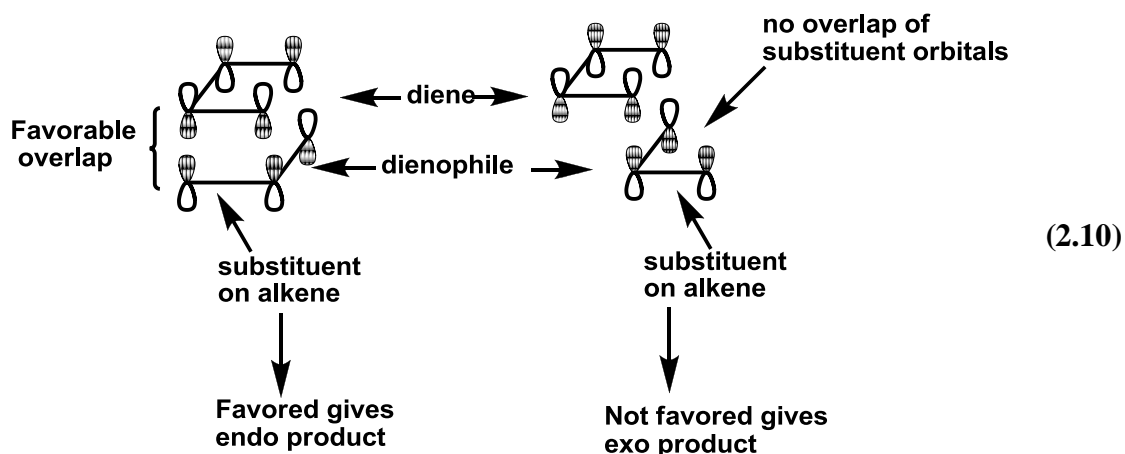 no overlap of
substituent orbitals
diene
Favorable
overlap
dienophile
(2.10)
substituent
on alkene
substituent
on alkene
Favored gives
endo product
Not favored gives
exo product